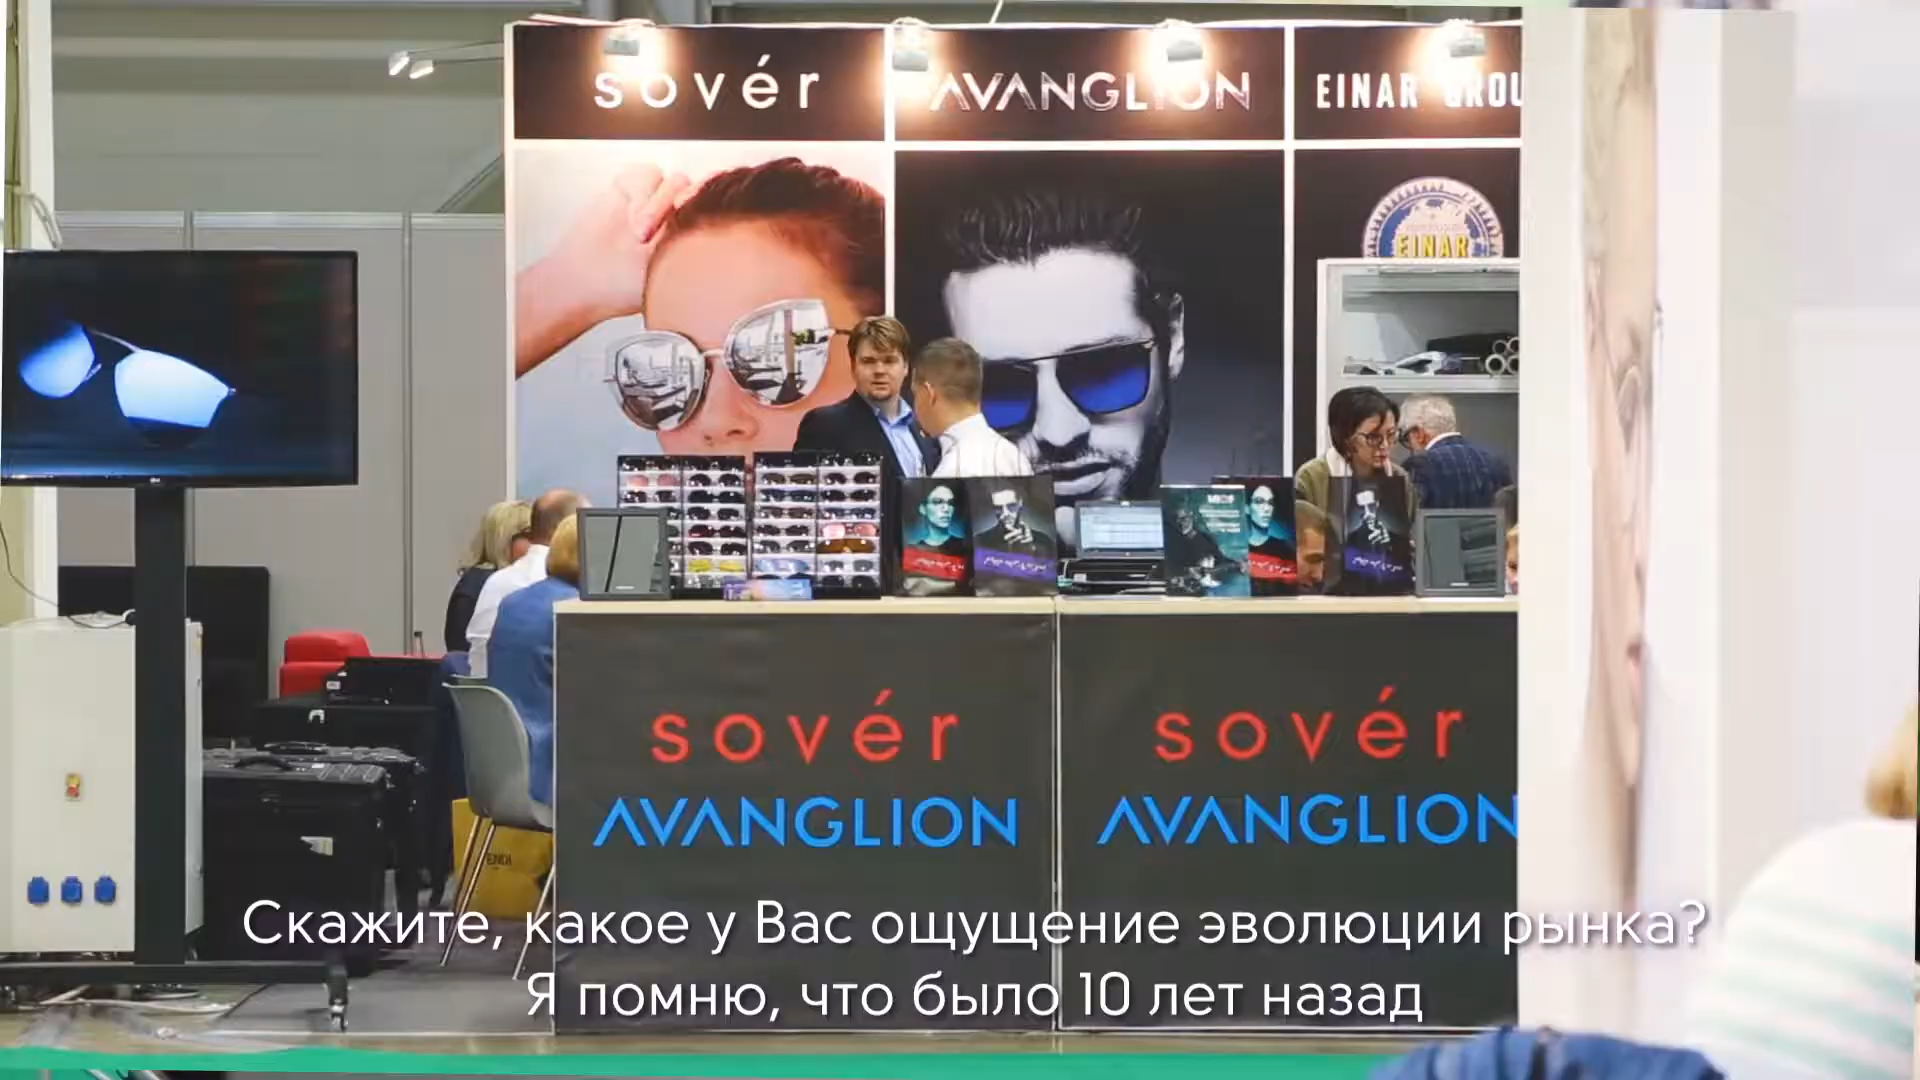 sovér
AVANGLION
EINAR GROU
EINAR
sovér
AVANGLION
sovér
AVANGLION
Скажите, какое у Вас ощущение эволюции рынка?
Я помню, что было 10 лет назад